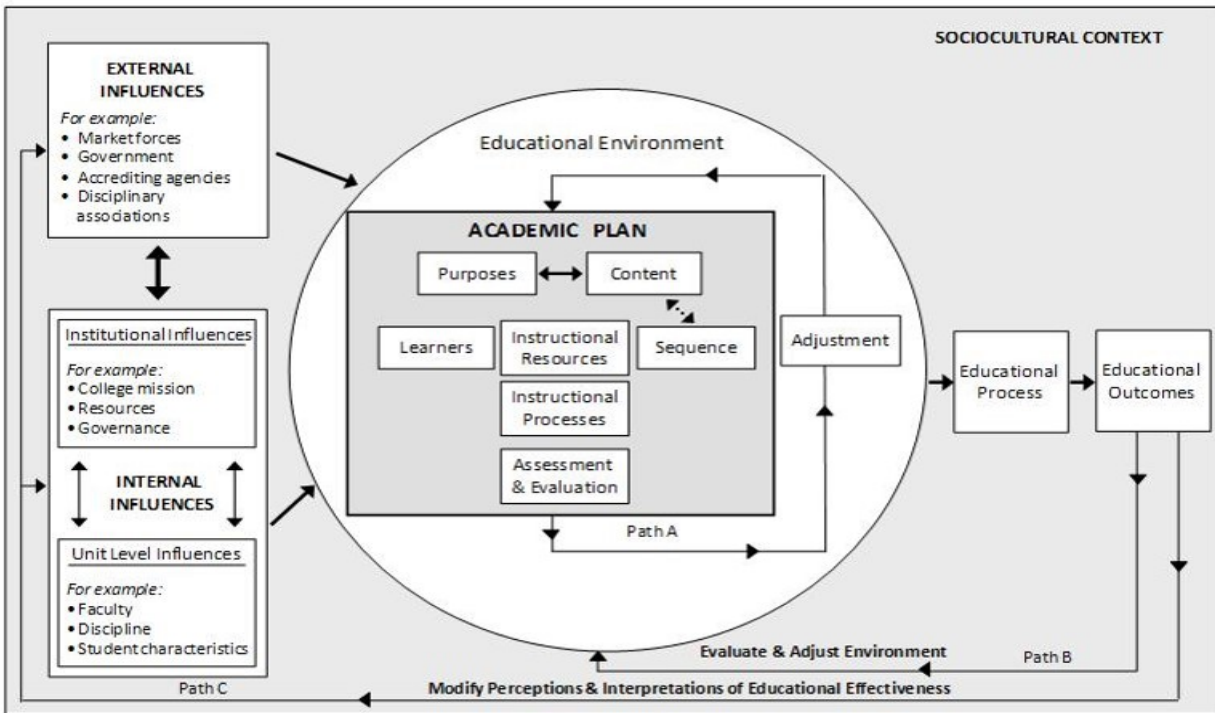 SOCIOCULTURAL CONTEXT
EXTERNAL
INFLUENCES
For example:
• Market forces
• Government
• Accrediting agencies
• Disciplinary
associations
Institutional Influences
For example:
• College mission
• Resources
• Governance
INTERNAL
INFLUENCES
Unit Level Influences
For example:
• Faculty
• Discipline
• Student characteristics
Educational Environment
ACADEMIC PLAN
Purposes
Content
Learners
Instructional
Resources
Sequence
Instructional
Processes
Assessment
& Evaluation
Adjustment
Path A
Educational
Process
Educational
Outcomes
Evaluate & Adjust Environment
Path B
Path C
Modify Perceptions & Interpretations of Educational Effectiveness